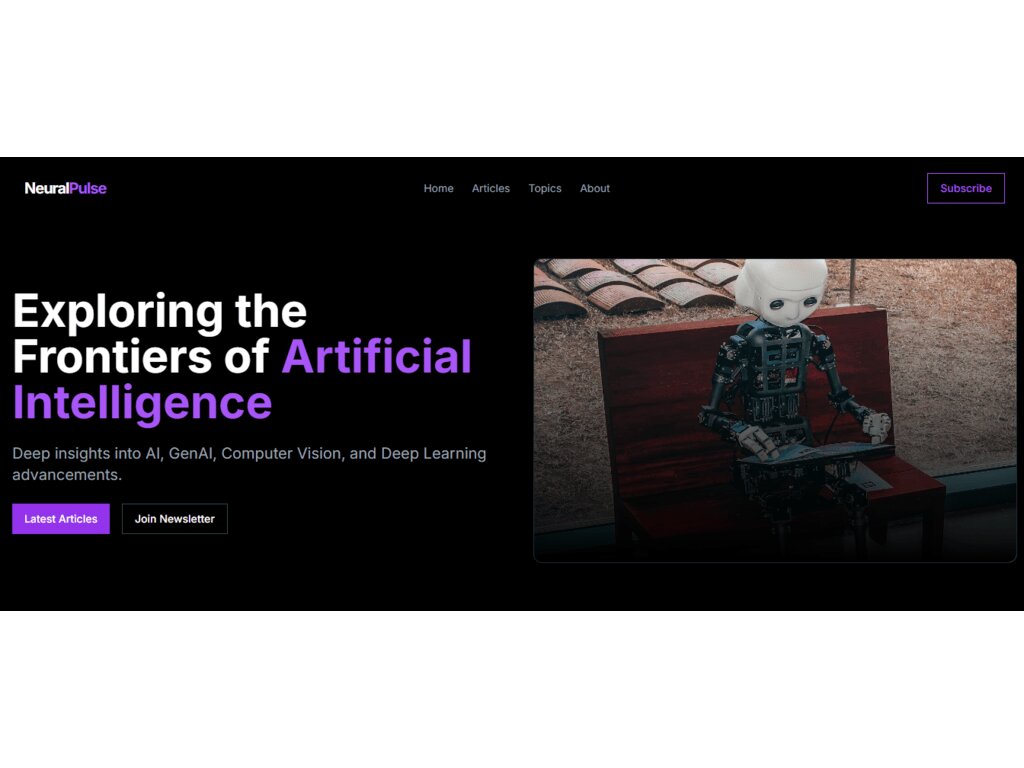 NeuralPulse
Home Articles Topics About
Subscribe
Exploring the
Frontiers of Artificial
Intelligence
Deep insights into AI, GenAI, Computer Vision, and Deep Learning
advancements.
Latest Articles
Join Newsletter